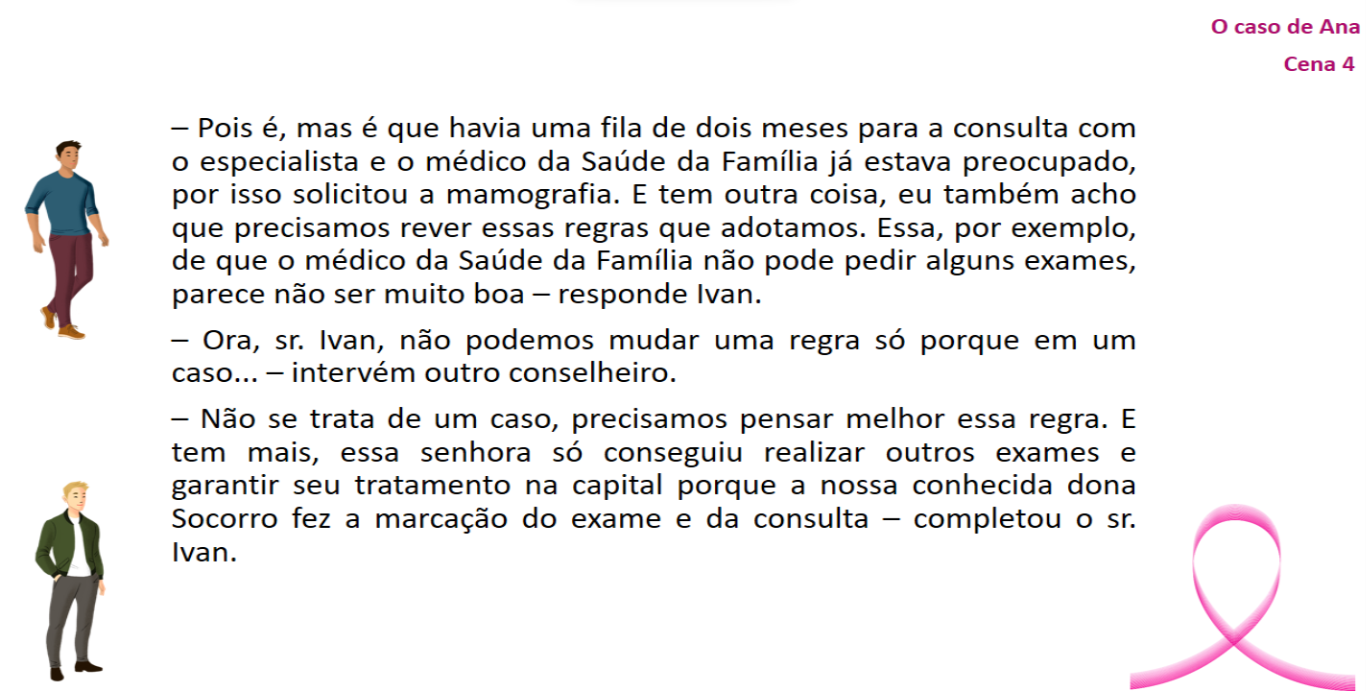 O caso de Ana
Cena 4
– Pois é, mas é que havia uma fila de dois meses para a consulta com
o especialista e o médico da Saúde da Família já estava preocupado,
por isso solicitou a mamografia. E tem outra coisa, eu também acho
que precisamos rever essas regras que adotamos. Essa, por exemplo,
de que o médico da Saúde da Família não pode pedir alguns exames,
parece não ser muito boa – responde Ivan.
– Ora, sr. Ivan, não podemos mudar uma regra só porque em um
caso... – intervém outro conselheiro.
– Não se trata de um caso, precisamos pensar melhor essa regra. E
tem mais, essa senhora só conseguiu realizar outros exames e
garantir seu tratamento na capital porque a nossa conhecida dona
Socorro fez a marcação do exame e da consulta – completou o sr.
Ivan.